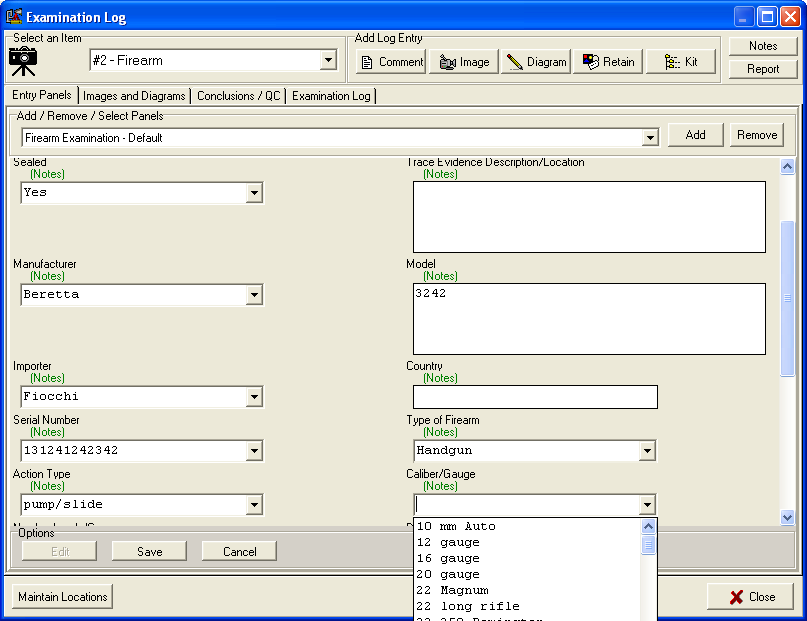 Examination Log
Select an Item
#2 - Firearm
Add Log Entry
Comment
Image
Diagram
Retain
Kit
Notes
Report
Entry Panels
Images and Diagrams
Conclusions / QC
Examination Log
Add / Remove / Select Panels
Firearm Examination - Default
Add
Remove
Sealed
(Notes)
Yes
Trace Evidence Description/Location
(Notes)
Manufacturer
(Notes)
Beretta
Model
(Notes)
3242
Importer
(Notes)
Fiocchi
Country
(Notes)
Serial Number
(Notes)
131241242342
Type of Firearm
(Notes)
Handgun
Action Type
(Notes)
pump/slide
Caliber/Gauge
(Notes)
10 mm Auto
12 gauge
16 gauge
20 gauge
22 Magnum
22 long rifle
Options
Edit
Save
Cancel
Maintain Locations
Close